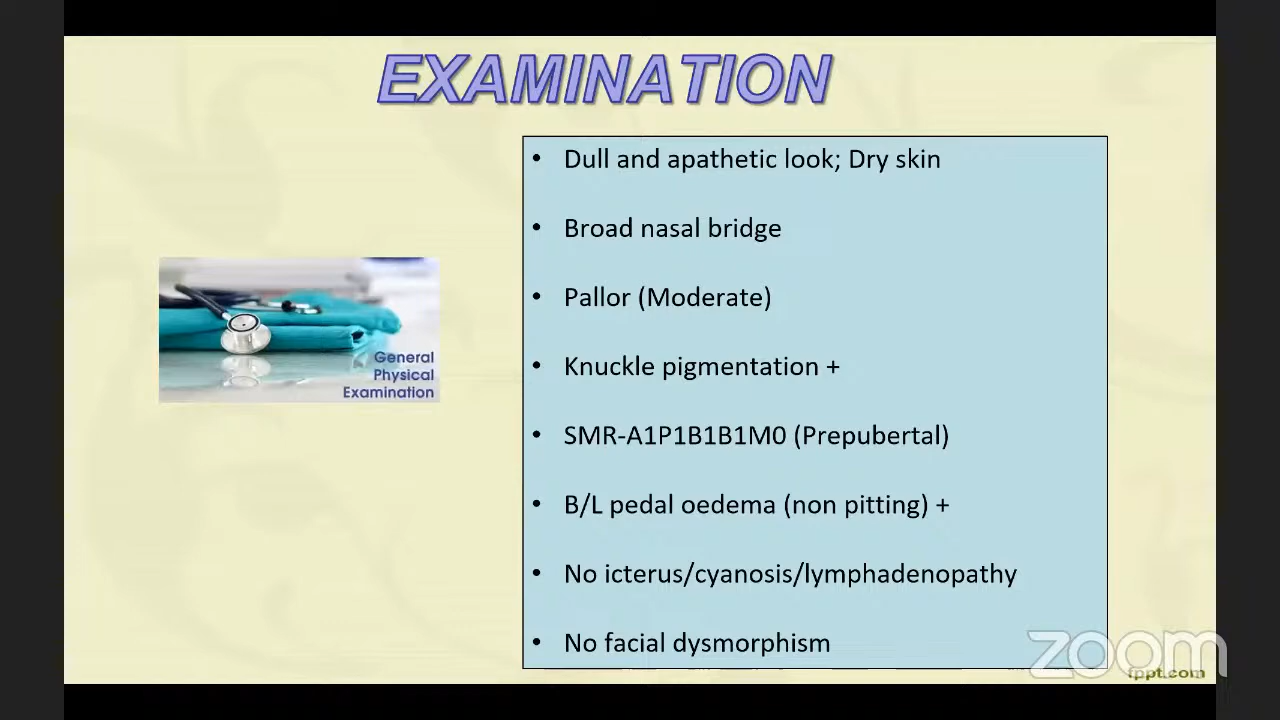 EXAMINATION
• Dull and apathetic look; Dry skin
• Broad nasal bridge
• Pallor (Moderate)
• Knuckle pigmentation +
• SMR-A1P1B1B1M0 (Prepubertal)
• B/L pedal oedema (non pitting) +
• No icterus/cyanosis/lymphadenopathy
• No facial dysmorphism
General
Physical
Examination
zoom
fppt.com